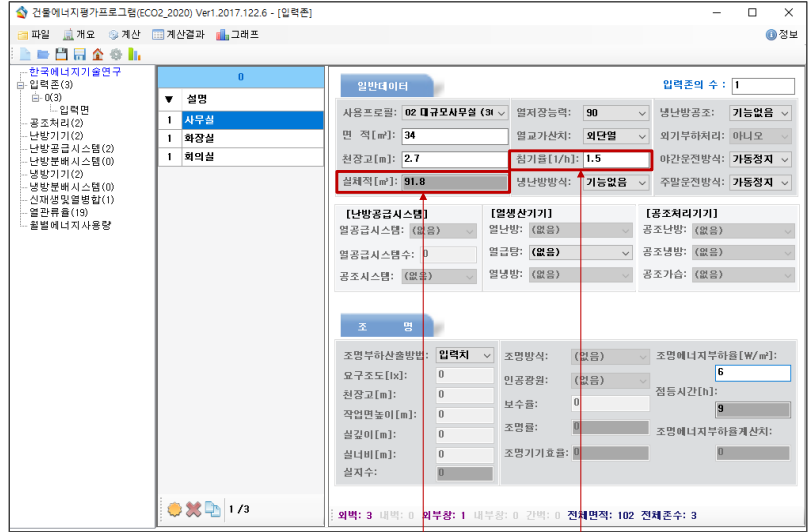 건물에너지평가프로그램(ECO2_2020) Ver1.2017.122.6 - [입력존]
파일 개요 계산 계산결과 그래프 정보
한국에너지기술연구
입력존(3)
0(3)
입력면
공조처리(2)
난방기기(2)
난방공급시스템(2)
난방분배시스템(0)
냉방기기(2)
냉방분배시스템(0)
신재생및열병합(1)
열관류율(19)
월별에너지사용량
0
▼ 설명
1 사무실
1 화장실
1 회의실
1 /3
일반데이터 입력존의 수 : 1
사용프로필: 02 대규모사무실 (30 열저장능력: 90 냉난방공조: 기능없음
면 적[㎡]: 34 열교가산치: 외단열 외기부하처리: 아니오
천장고[m]: 2.7 침기율[1/h]: 1.5 야간운전방식: 가동정지
실체적[㎥]: 91.8 냉난방방식: 기능없음 주말운전방식: 가동정지
[난방공급시스템] [열생산기기] [공조처리기기]
열공급시스템: (없음) 열난방: (없음) 공조난방: (없음)
열공급시스템수: 0 열급탕: (없음) 공조냉방: (없음)
공조시스템: (없음) 열냉방: (없음) 공조가습: (없음)
조 명
조명부하산출방법: 입력치 조명방식: (없음) 조명에너지부하율[W/㎡]:
6
요구조도[lx]: 0 인공광원: (없음) 점등시간[h]:
천장고[m]: 0 보수율: 0 9
작업면높이[m]: 0 조명률: 0 조명에너지부하율계산치:
실깊이[m]: 0 조명기기효율: 0 0
실너비[m]: 0
실지수: 0
외벽: 3 내벽: 0 외부창: 1 내부창: 0 간벽: 0 전체면적: 102 전체존수: 3